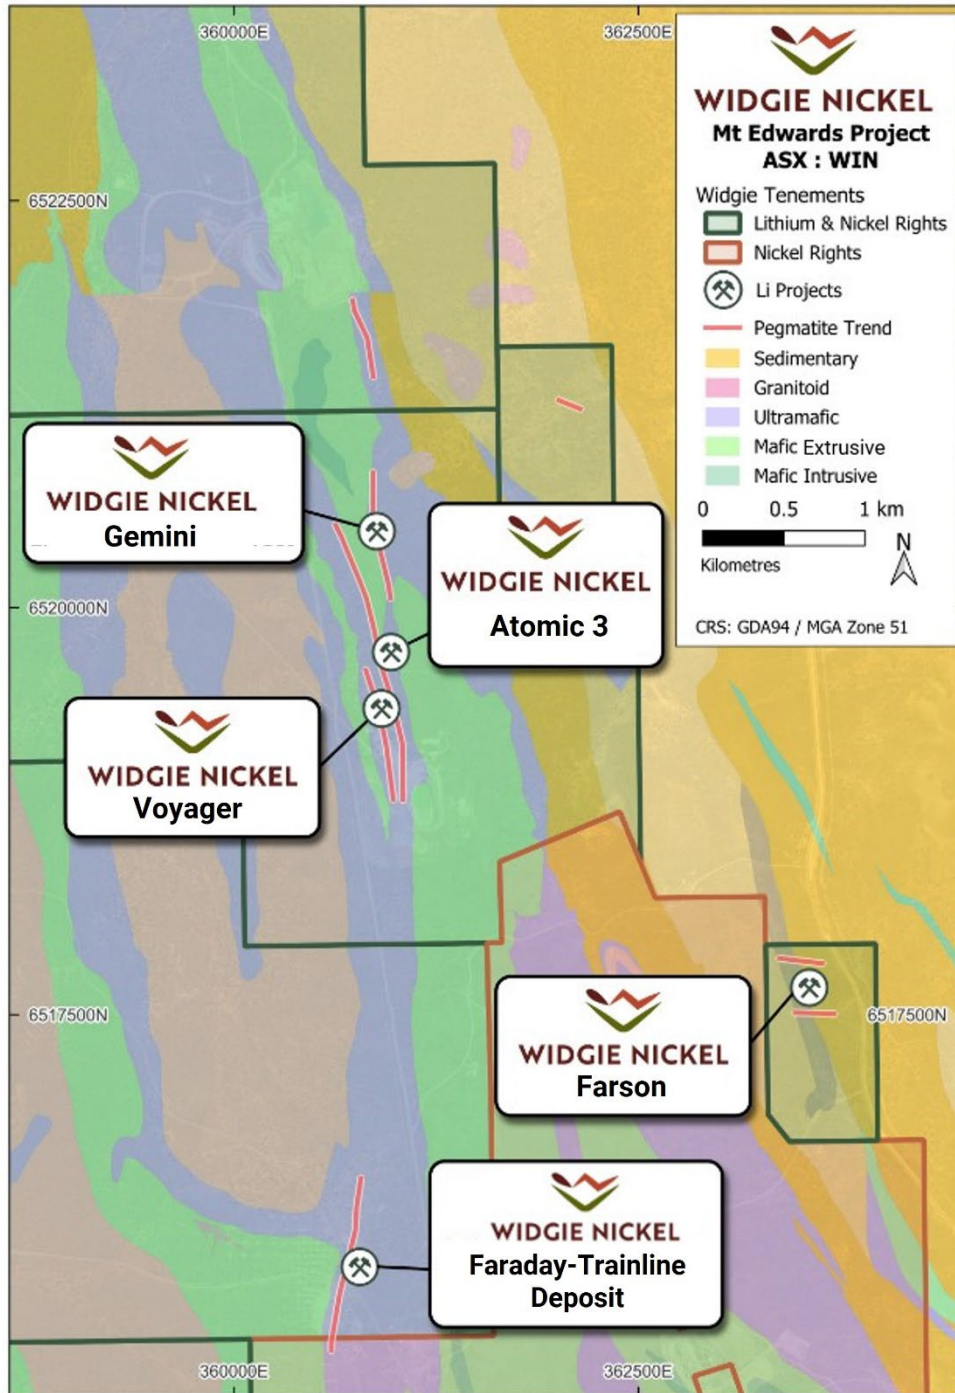 360000E
362500E
WIDGIE NICKEL
Mt Edwards Project
ASX : WIN
Widgie Tenements
Lithium & Nickel Rights
Nickel Rights
Li Projects
Pegmatite Trend
Sedimentary
Granitoid
Ultramafic
Mafic Extrusive
Mafic Intrusive
0 0.5 1 km
Kilometres
N
CRS: GDA94 / MGA Zone 51
6522500N
WIDGIE NICKEL
Gemini
WIDGIE NICKEL
Atomic 3
6520000N
WIDGIE NICKEL
Voyager
6517500N
6517500N
WIDGIE NICKEL
Farson
WIDGIE NICKEL
Faraday-Trainline
Deposit
360000E
362500E